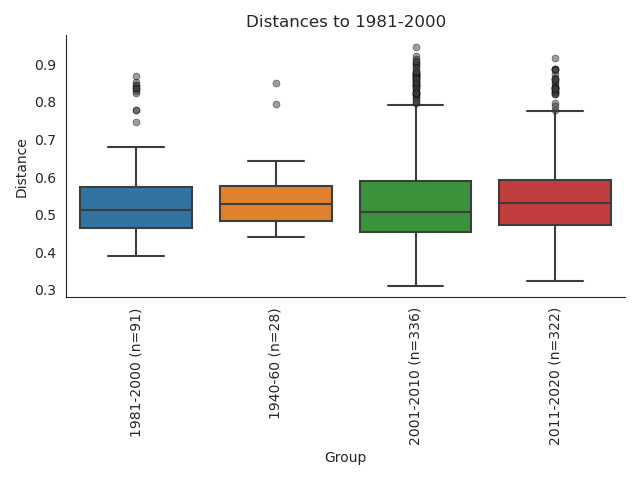 Distances to 1981-2000
Distance
0.9
0.8
0.7
0.6
0.5
0.4
0.3
1981-2000 (n=91)
1940-60 (n=28)
2001-2010 (n=336)
2011-2020 (n=322)
Group